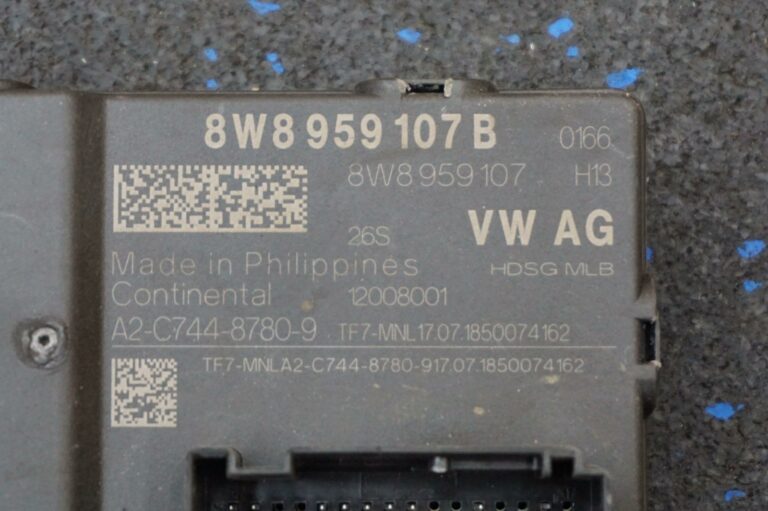 8W8 959 107 B 0166
8W8 959 107 H13
26S VW AG
Made in Philippines HDSG MLB
Continental 12008001
A2-C744-8780-9 TF7-MNL17.07.1850074162
TF7-MNLA2-C744-8780-917.07.1850074162